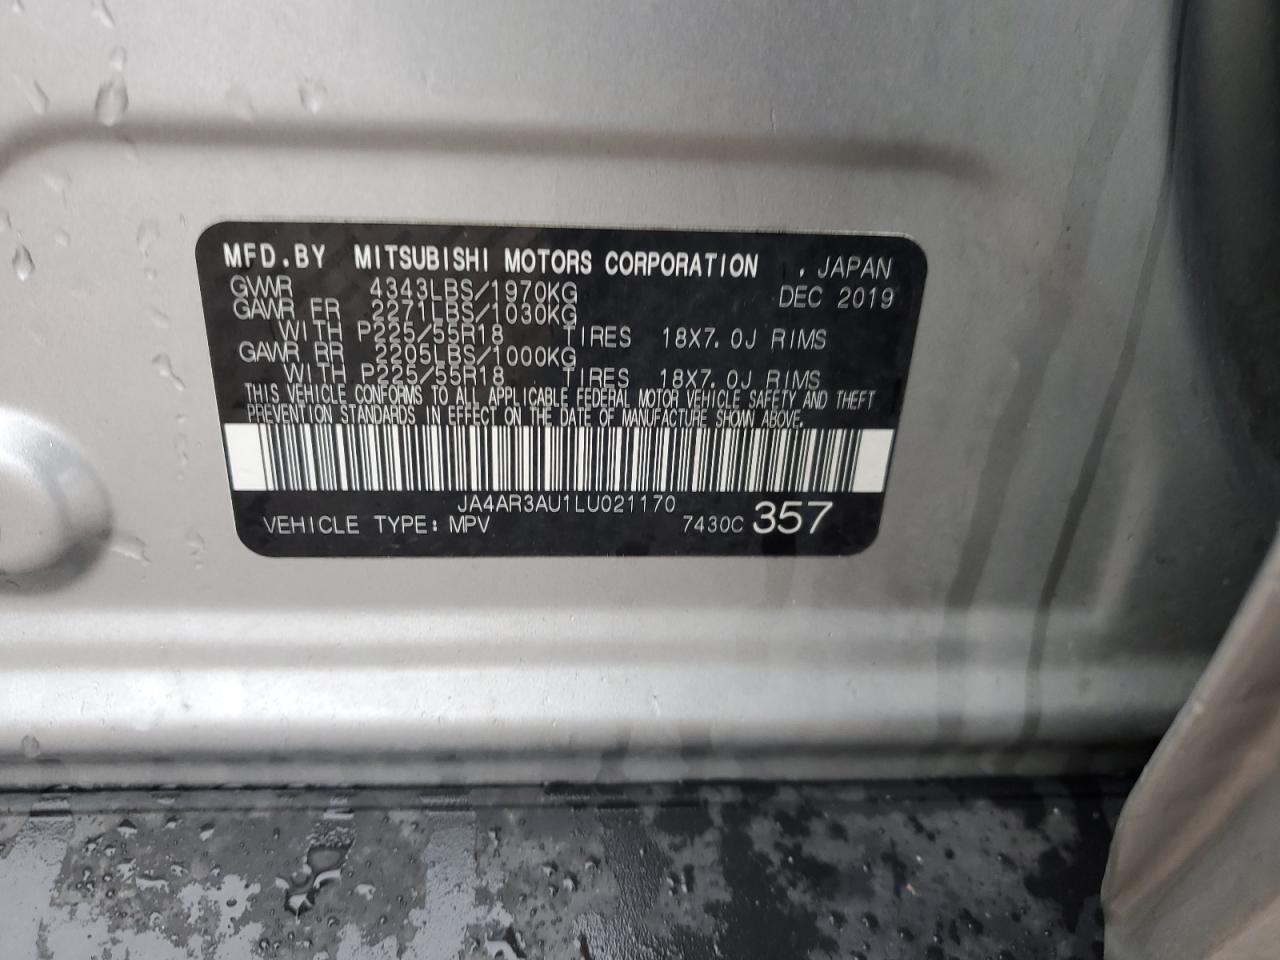 MFD.BY MITSUBISHI MOTORS CORPORATION , JAPAN
GVWR 4343LBS/1970KG DEC 2019
GAWR FR 2271LBS/1030KG
WITH P225/55R18 TIRES 18X7.0J RIMS
GAWR RR 2205LBS/1000KG
WITH P225/55R18 TIRES 18X7.0J RIMS
THIS VEHICLE CONFORMS TO ALL APPLICABLE FEDERAL MOTOR VEHICLE SAFETY AND THEFT
PREVENTION STANDARDS IN EFFECT ON THE DATE OF MANUFACTURE SHOWN ABOVE.
JA4AR3AU1LU021170
VEHICLE TYPE: MPV 7430C 357